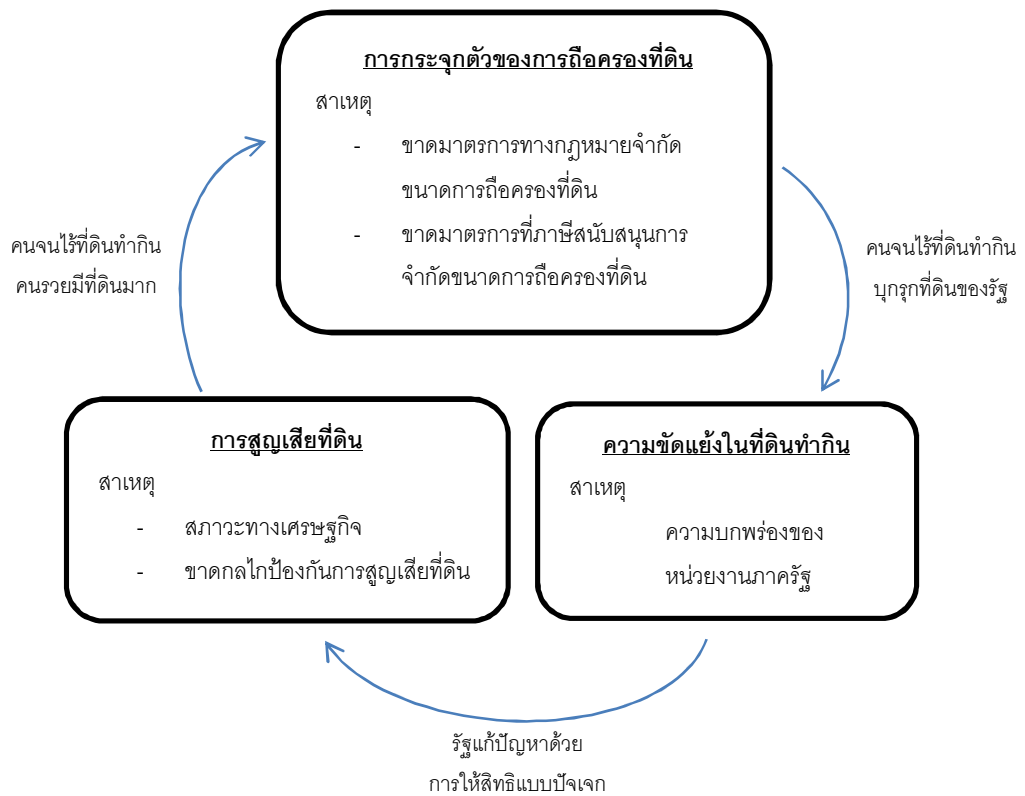 การกระจุกตัวของการถือครองที่ดิน
สาเหตุ
- ขาดมาตรการทางกฎหมายจำกัด
ขนาดการถือครองที่ดิน
- ขาดมาตรการที่ภาษีสนับสนุนการ
จำกัดขนาดการถือครองที่ดิน
คนจนไร้ที่ดินทำกิน
คนรวยมีที่ดินมาก
คนจนไร้ที่ดินทำกิน
บุกรุกที่ดินของรัฐ
การสูญเสียที่ดิน
สาเหตุ
- สภาวะทางเศรษฐกิจ
- ขาดกลไกป้องกันการสูญเสียที่ดิน
ความขัดแย้งในที่ดินทำกิน
สาเหตุ
ความบกพร่องของ
หน่วยงานภาครัฐ
รัฐแก้ปัญหาด้วย
การให้สิทธิแบบปัจเจก